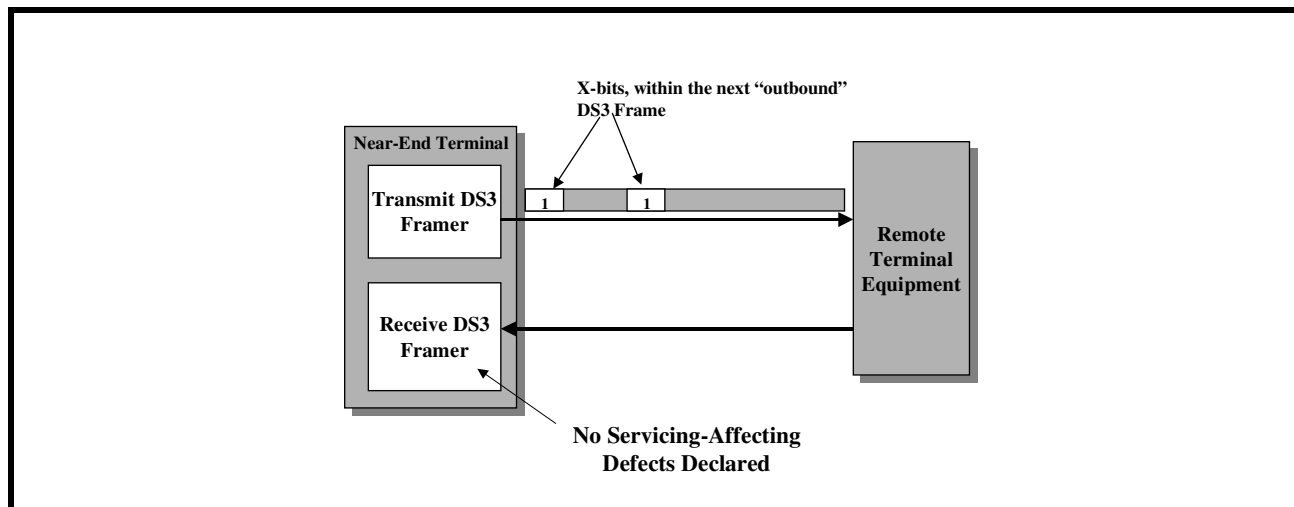 X-bits, within the next “outbound”
DS3 Frame
Near-End Terminal
Transmit DS3
Framer
1
1
Remote
Terminal
Equipment
Receive DS3
Framer
No Servicing-Affecting
Defects Declared